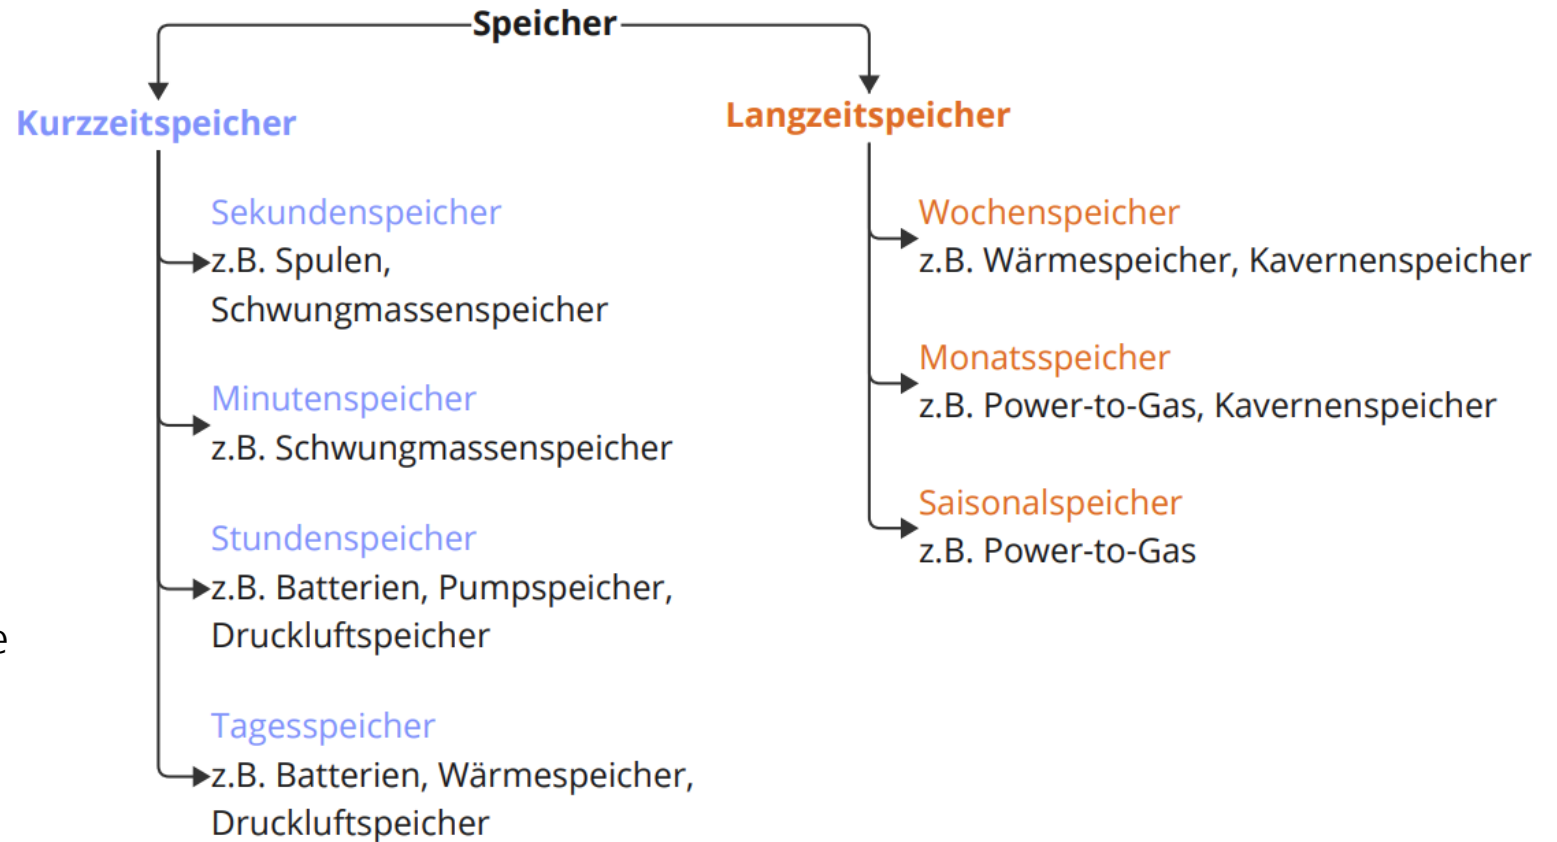 Speicher
Kurzzeitspeicher
Sekundenspeicher
z.B. Spulen,
Schwungmassenspeicher
Minutenspeicher
z.B. Schwungmassenspeicher
Stundenspeicher
z.B. Batterien, Pumpspeicher,
Druckluftspeicher
Tagesspeicher
z.B. Batterien, Wärmespeicher,
Druckluftspeicher
Langzeitspeicher
Wochenspeicher
z.B. Wärmespeicher, Kavernenspeicher
Monatsspeicher
z.B. Power-to-Gas, Kavernenspeicher
Saisonalspeicher
z.B. Power-to-Gas
e